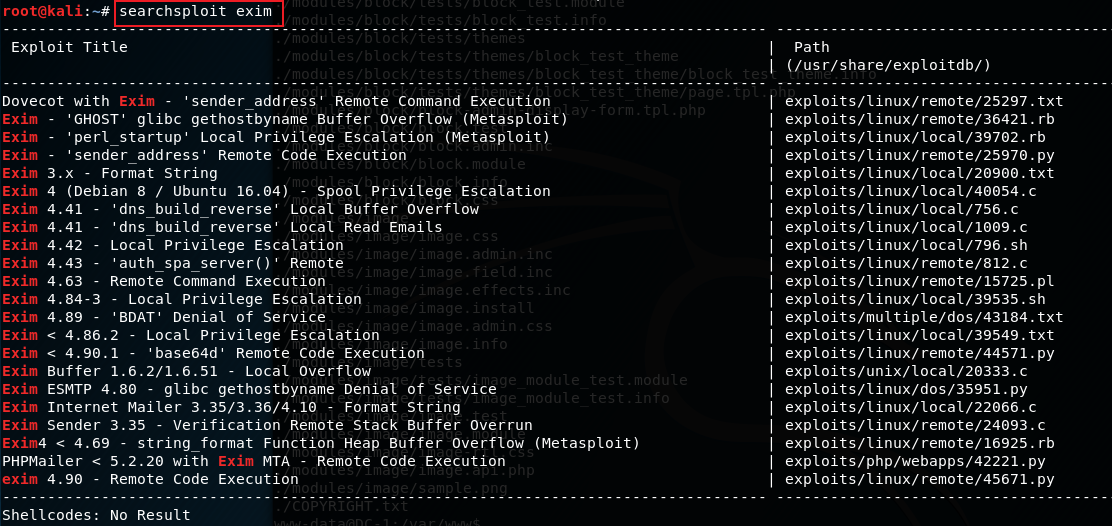 root@kali:~# searchsploit exim
Exploit Title | Path
| (/usr/share/exploitdb/)
Dovecot with Exim - 'sender_address' Remote Command Execution | exploits/linux/remote/25297.txt
Exim - 'GHOST' glibc gethostbyname Buffer Overflow (Metasploit) | exploits/linux/remote/36421.rb
Exim - 'perl_startup' Local Privilege Escalation (Metasploit) | exploits/linux/local/39702.rb
Exim - 'sender_address' Remote Code Execution | exploits/linux/remote/25970.py
Exim 3.x - Format String | exploits/linux/local/20900.txt
Exim 4 (Debian 8 / Ubuntu 16.04) - Spool Privilege Escalation | exploits/linux/local/40054.c
Exim 4.41 - 'dns_build_reverse' Local Buffer Overflow | exploits/linux/local/756.c
Exim 4.41 - 'dns_build_reverse' Local Read Emails | exploits/linux/local/1009.c
Exim 4.42 - Local Privilege Escalation | exploits/linux/local/796.sh
Exim 4.43 - 'auth_spa_server()' Remote | exploits/linux/remote/812.c
Exim 4.63 - Remote Command Execution | exploits/linux/remote/15725.pl
Exim 4.84-3 - Local Privilege Escalation | exploits/linux/local/39535.sh
Exim 4.89 - 'BDAT' Denial of Service | exploits/multiple/dos/43184.txt
Exim < 4.86.2 - Local Privilege Escalation | exploits/linux/local/39549.txt
Exim < 4.90.1 - 'base64d' Remote Code Execution | exploits/linux/remote/44571.py
Exim Buffer 1.6.2/1.6.51 - Local Overflow | exploits/unix/local/20333.c
Exim ESMTP 4.80 - glibc gethostbyname Denial of Service | exploits/linux/dos/35951.py
Exim Internet Mailer 3.35/3.36/4.10 - Format String | exploits/linux/local/22066.c
Exim Sender 3.35 - Verification Remote Stack Buffer Overrun | exploits/linux/remote/24093.c
Exim4 < 4.69 - string_format Function Heap Buffer Overflow (Metasploit) | exploits/linux/remote/16925.rb
PHPMailer < 5.2.20 with Exim MTA - Remote Code Execution | exploits/php/webapps/42221.py
exim 4.90 - Remote Code Execution | exploits/linux/remote/45671.py
Shellcodes: No Result